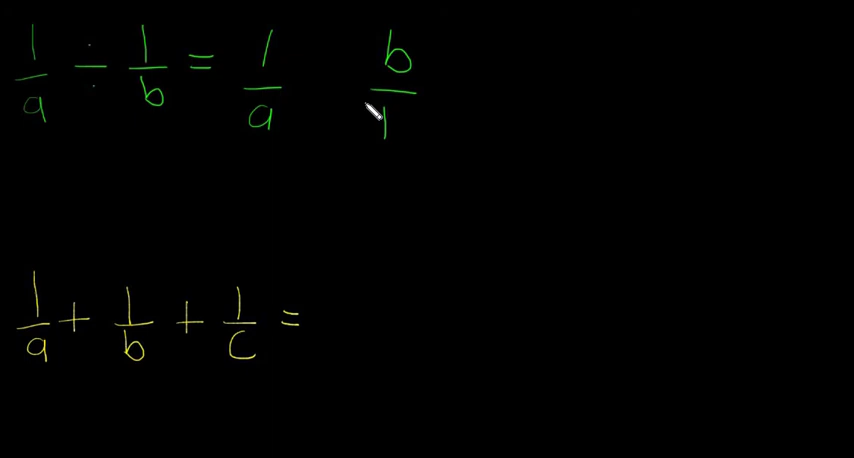 1/a ÷ 1/b = 1/a b/1
1/a + 1/b + 1/c =